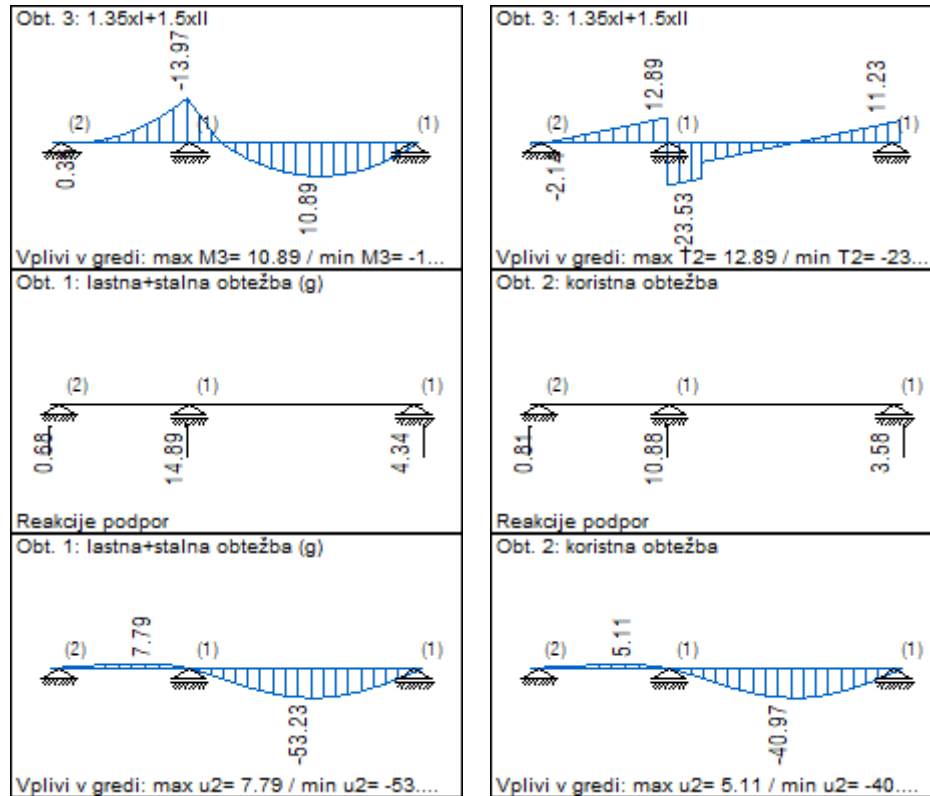 Obt. 3: 1.35xI+1.5xII
-13.97
(2)
(1)
(1)
10.89
Vplivi v gredi: max M3= 10.89 / min M3= -1...
Obt. 3: 1.35xI+1.5xII
12.89
11.23
(2)
(1)
(1)
-2.14
-23.53
Vplivi v gredi: max T2= 12.89 / min T2= -23...
Obt. 1: lastna+stalna obtežba (g)
(2)
(1)
(1)
0.68
14.89
4.34
Reakcije podpor
Obt. 2: koristna obtežba
(2)
(1)
(1)
0.81
10.88
3.58
Reakcije podpor
Obt. 1: lastna+stalna obtežba (g)
7.79
(2)
(1)
(1)
-53.23
Vplivi v gredi: max u2= 7.79 / min u2= -53....
Obt. 2: koristna obtežba
5.11
(2)
(1)
(1)
-40.97
Vplivi v gredi: max u2= 5.11 / min u2= -40....